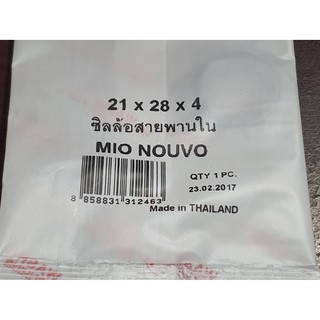 21 x 28 x 4
ซิลล้อสายพานใน
MIO NOUVO
QTY 1 PC.
23.02.2017
8 858831 312463
Made in THAILAND